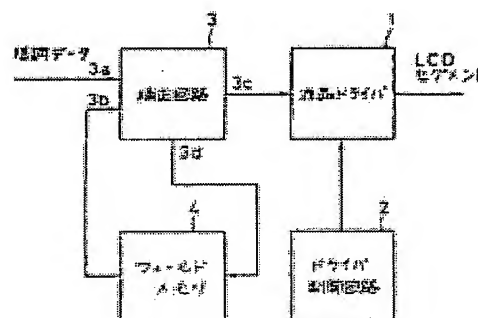 3
1
階調データ
3a
補正回路
3c
液晶ドライバ
LCD
セグメント
3b
3d
4
2
フィールド
メモリ
ドライバ
制御回路